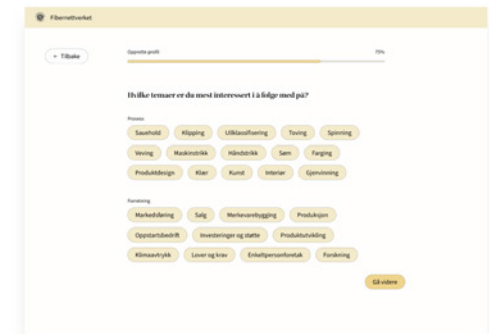 Fibernettverket
← Tilbake
Opprette profil 75%
Hvilke temaer er du mest interessert i å følge med på?
Prosess
Sauehold Klipping Ullklassifisering Toving Spinning
Veving Maskinstrikk Håndstrikk Søm Farging
Produktdesign Klær Kunst Interiør Gjenvinning
Forretning
Markedsføring Salg Merkevarebygging Produksjon
Oppstartsbedrift Investeringer og støtte Produktutvikling
Klimaavtrykk Lover og krav Enkeltpersonforetak Forskning
Gå videre